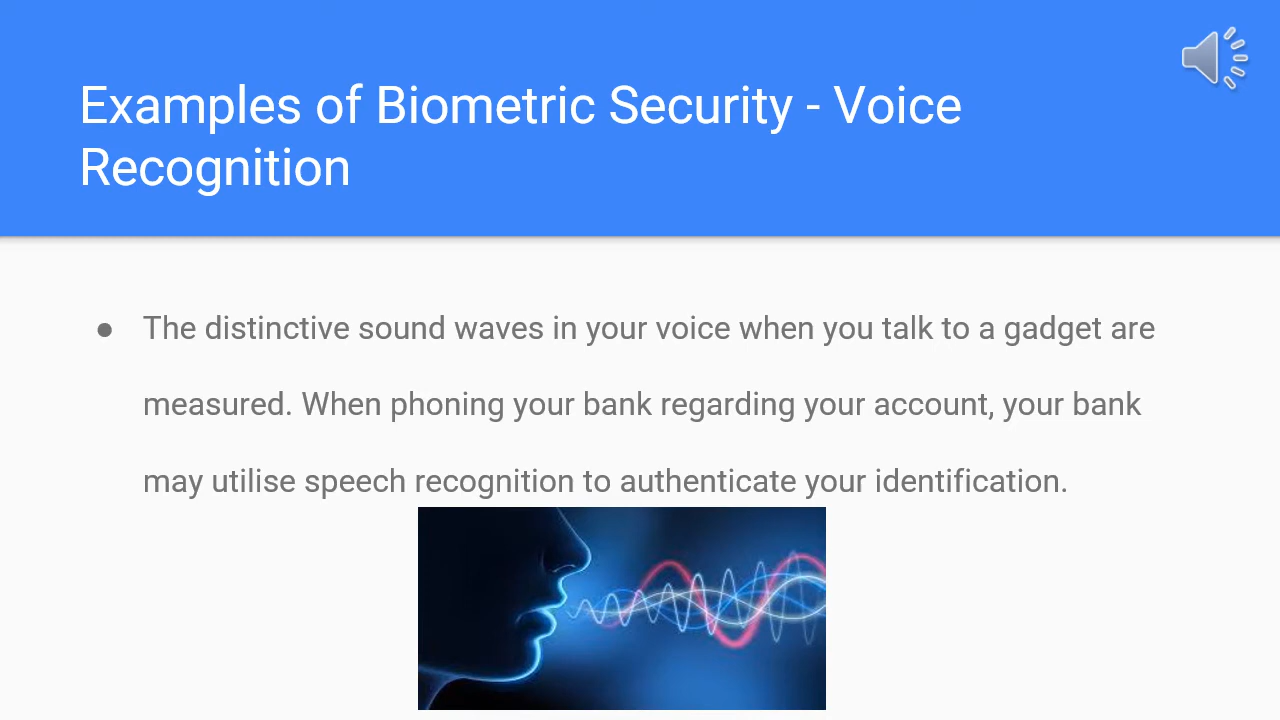 Examples of Biometric Security - Voice
Recognition
● The distinctive sound waves in your voice when you talk to a gadget are
measured. When phoning your bank regarding your account, your bank
may utilise speech recognition to authenticate your identification.